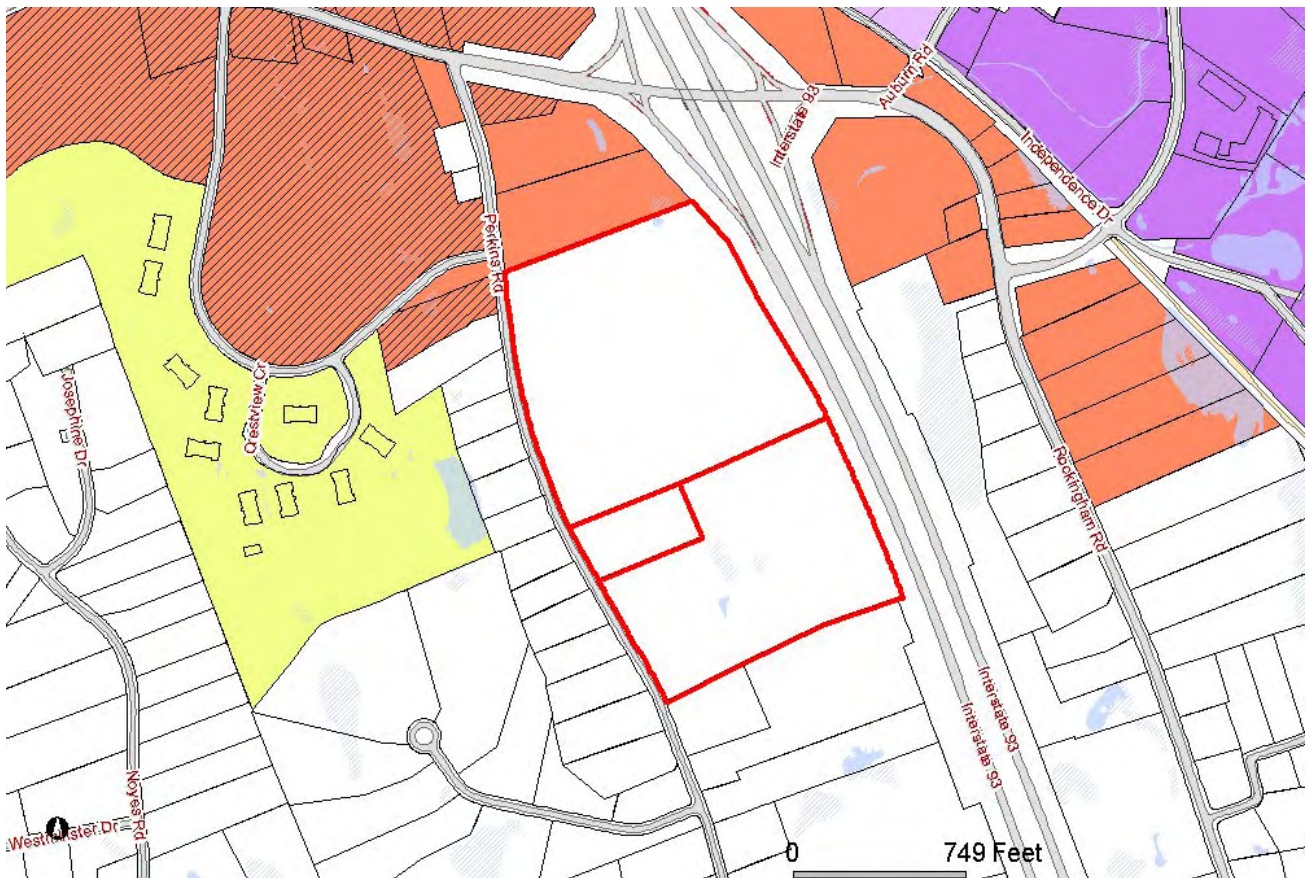 Auburn Rd
Interstate 93
Independence Dr
Perkins Rd
Crestview Cr
Josephine Dr
Rockingham Rd
Interstate 93
Interstate 93
Noyes Rd
Westminster Dr
0 749 Feet